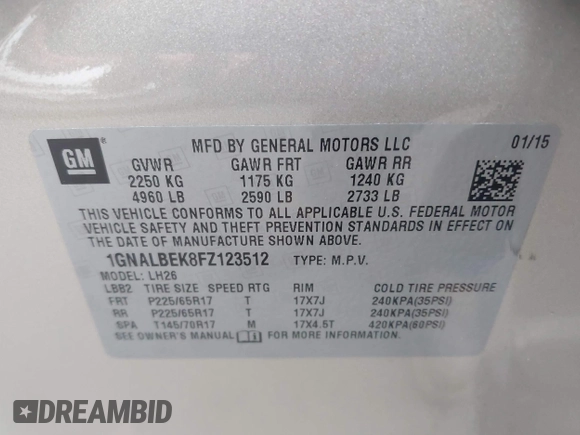 GM
MFD BY GENERAL MOTORS LLC 01/15
GVWR GAWR FRT GAWR RR
2250 KG 1175 KG 1240 KG
4960 LB 2590 LB 2733 LB
THIS VEHICLE CONFORMS TO ALL APPLICABLE U.S. FEDERAL MOTOR
VEHICLE SAFETY AND THEFT PREVENTION STANDARDS IN EFFECT ON
THE DATE OF MANUFACTURE SHOWN ABOVE.
1GNALBEK8FZ123512 TYPE: M.P.V.
MODEL: LH26
LBB2 TIRE SIZE SPEED RTG RIM COLD TIRE PRESSURE
FRT P225/65R17 T 17X7J 240KPA(35PSI)
RR P225/65R17 T 17X7J 240KPA(35PSI)
SPA T145/70R17 M 17X4.5T 420KPA(60PSI)
SEE OWNER'S MANUAL FOR MORE INFORMATION.
DREAMBID